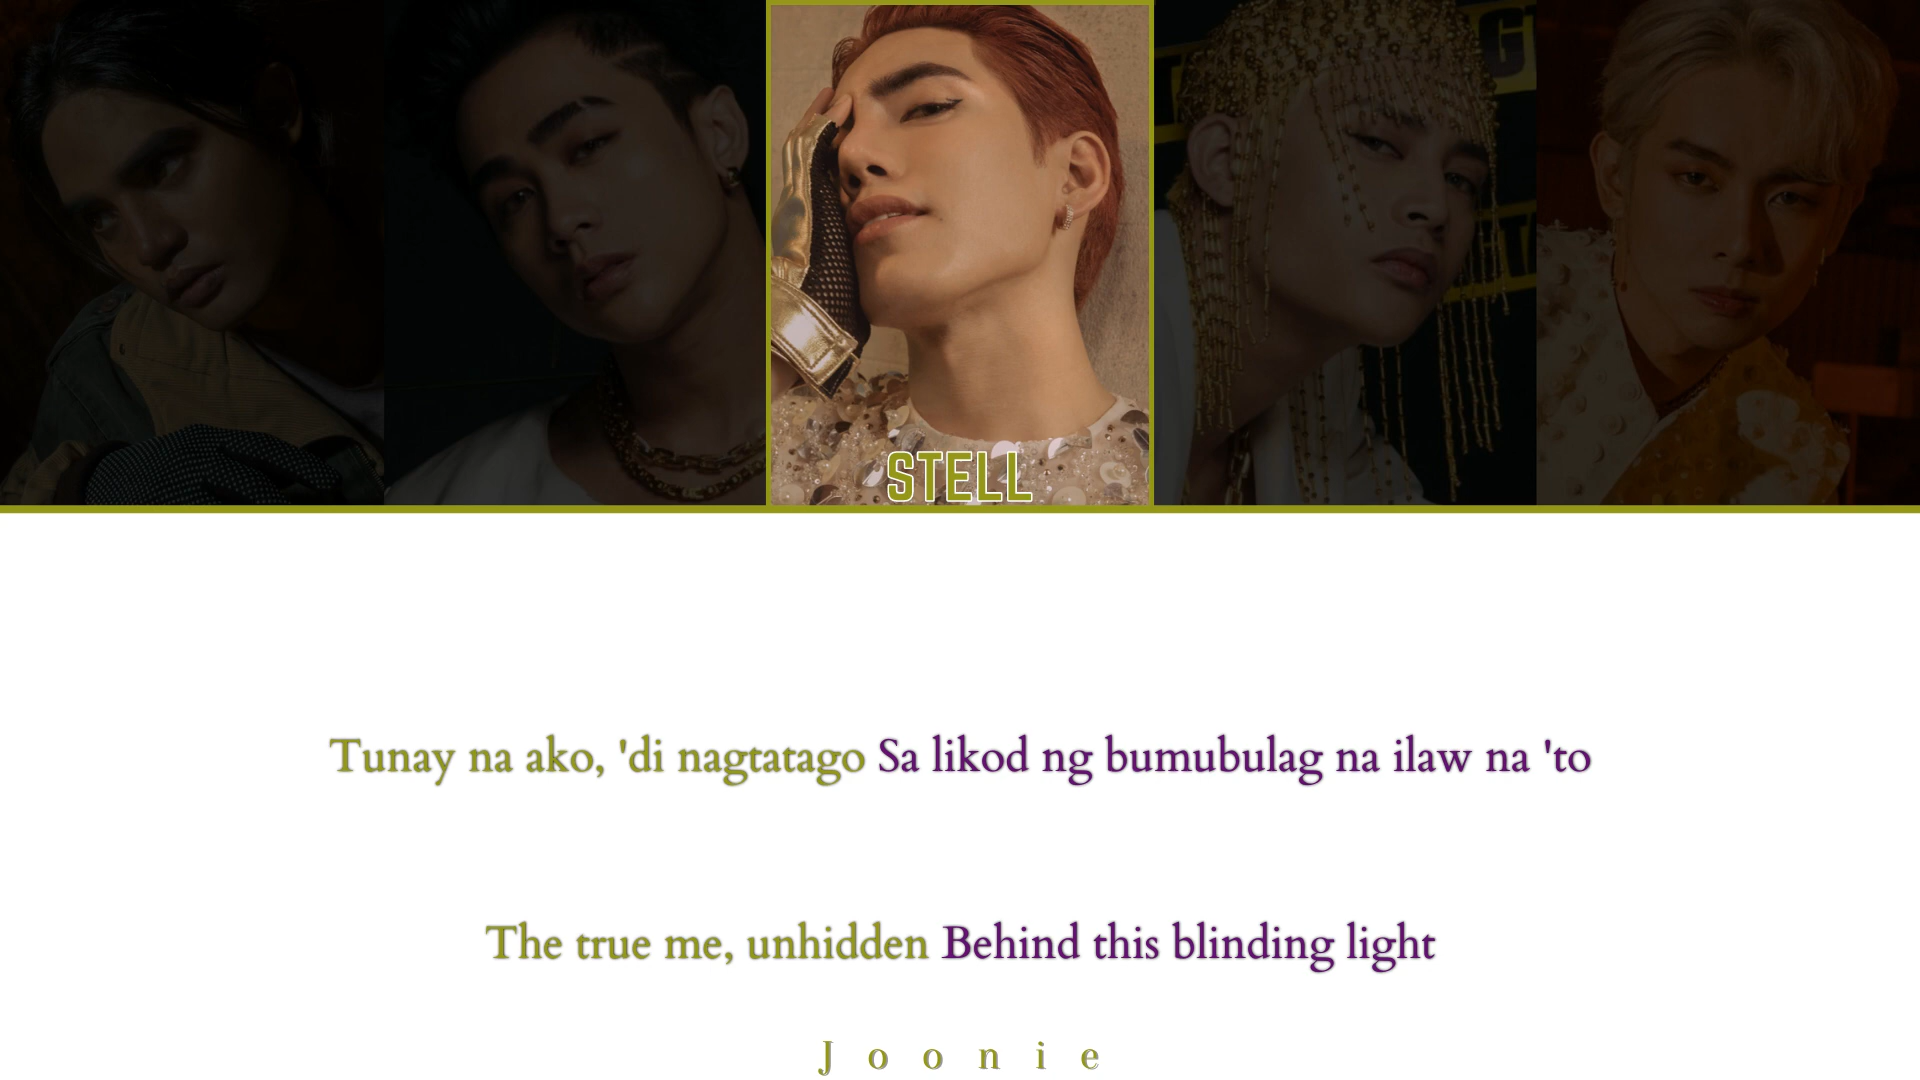 STELL
Tunay na ako, 'di nagtatago Sa likod ng bumubulag na ilaw na 'to
The true me, unhidden Behind this blinding light
Joonie